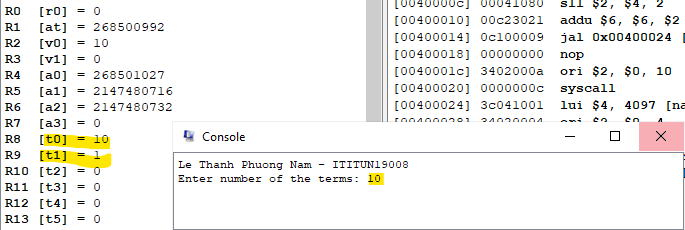 R0 [r0] = 0
R1 [at] = 268500992
R2 [v0] = 10
R3 [v1] = 0
R4 [a0] = 268501027
R5 [a1] = 2147480716
R6 [a2] = 2147480732
R7 [a3] = 0
R8 [t0] = 10
R9 [t1] = 1
R10 [t2] = 0
R11 [t3] = 0
R12 [t4] = 0
R13 [t5] = 0
[0040000c] 00041080 sll $2, $4, 2
[00400010] 00c23021 addu $6, $6, $2
[00400014] 0c100009 jal 0x00400024 [
[00400018] 00000000 nop
[0040001c] 3402000a ori $2, $0, 10
[00400020] 0000000c syscall
[00400024] 3c041001 lui $4, 4097 [na
Console
Le Thanh Phuong Nam - ITITUN19008
Enter number of the terms: 10